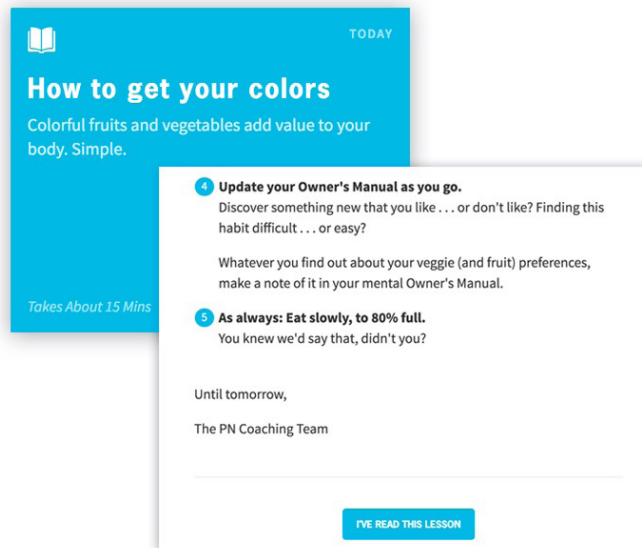 TODAY
How to get your colors
Colorful fruits and vegetables add value to your
body. Simple.
Takes About 15 Mins
4 Update your Owner's Manual as you go.
Discover something new that you like . . . or don't like? Finding this
habit difficult . . . or easy?
Whatever you find out about your veggie (and fruit) preferences,
make a note of it in your mental Owner's Manual.
5 As always: Eat slowly, to 80% full.
You knew we'd say that, didn't you?
Until tomorrow,
The PN Coaching Team
I'VE READ THIS LESSON